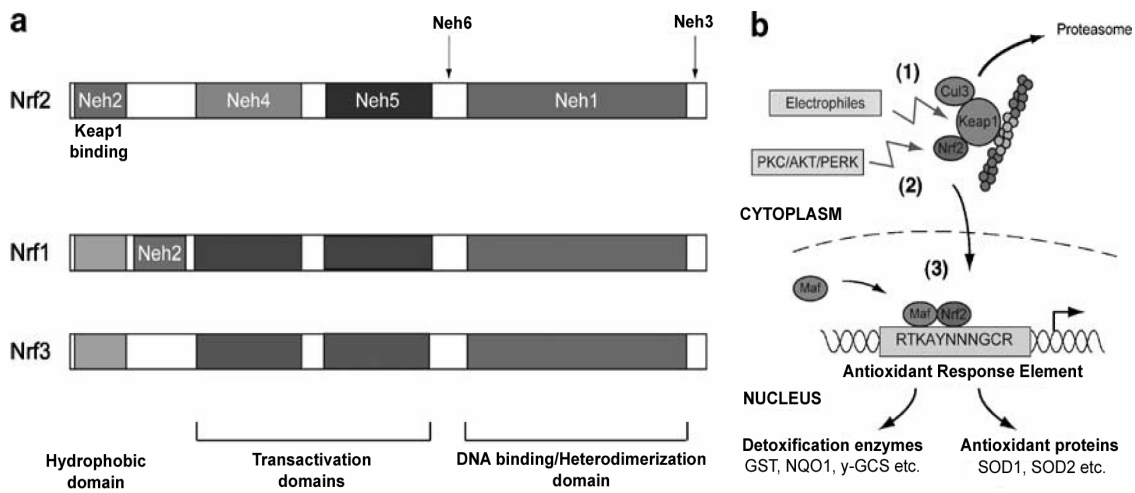 a
Neh6
Neh3
Nrf2
Neh2
Neh4
Neh5
Neh1
Keap1
binding
Nrf1
Neh2
Nrf3
Hydrophobic
domain
Transactivation
domains
DNA binding/Heterodimerization
domain
b
Proteasome
(1)
Cul3
Electrophiles
Keap1
Nrf2
PKC/AKT/PERK
(2)
CYTOPLASM
(3)
Maf
Maf
Nrf2
RTKAYNNNGCR
Antioxidant Response Element
NUCLEUS
Detoxification enzymes
GST, NQO1, y-GCS etc.
Antioxidant proteins
SOD1, SOD2 etc.